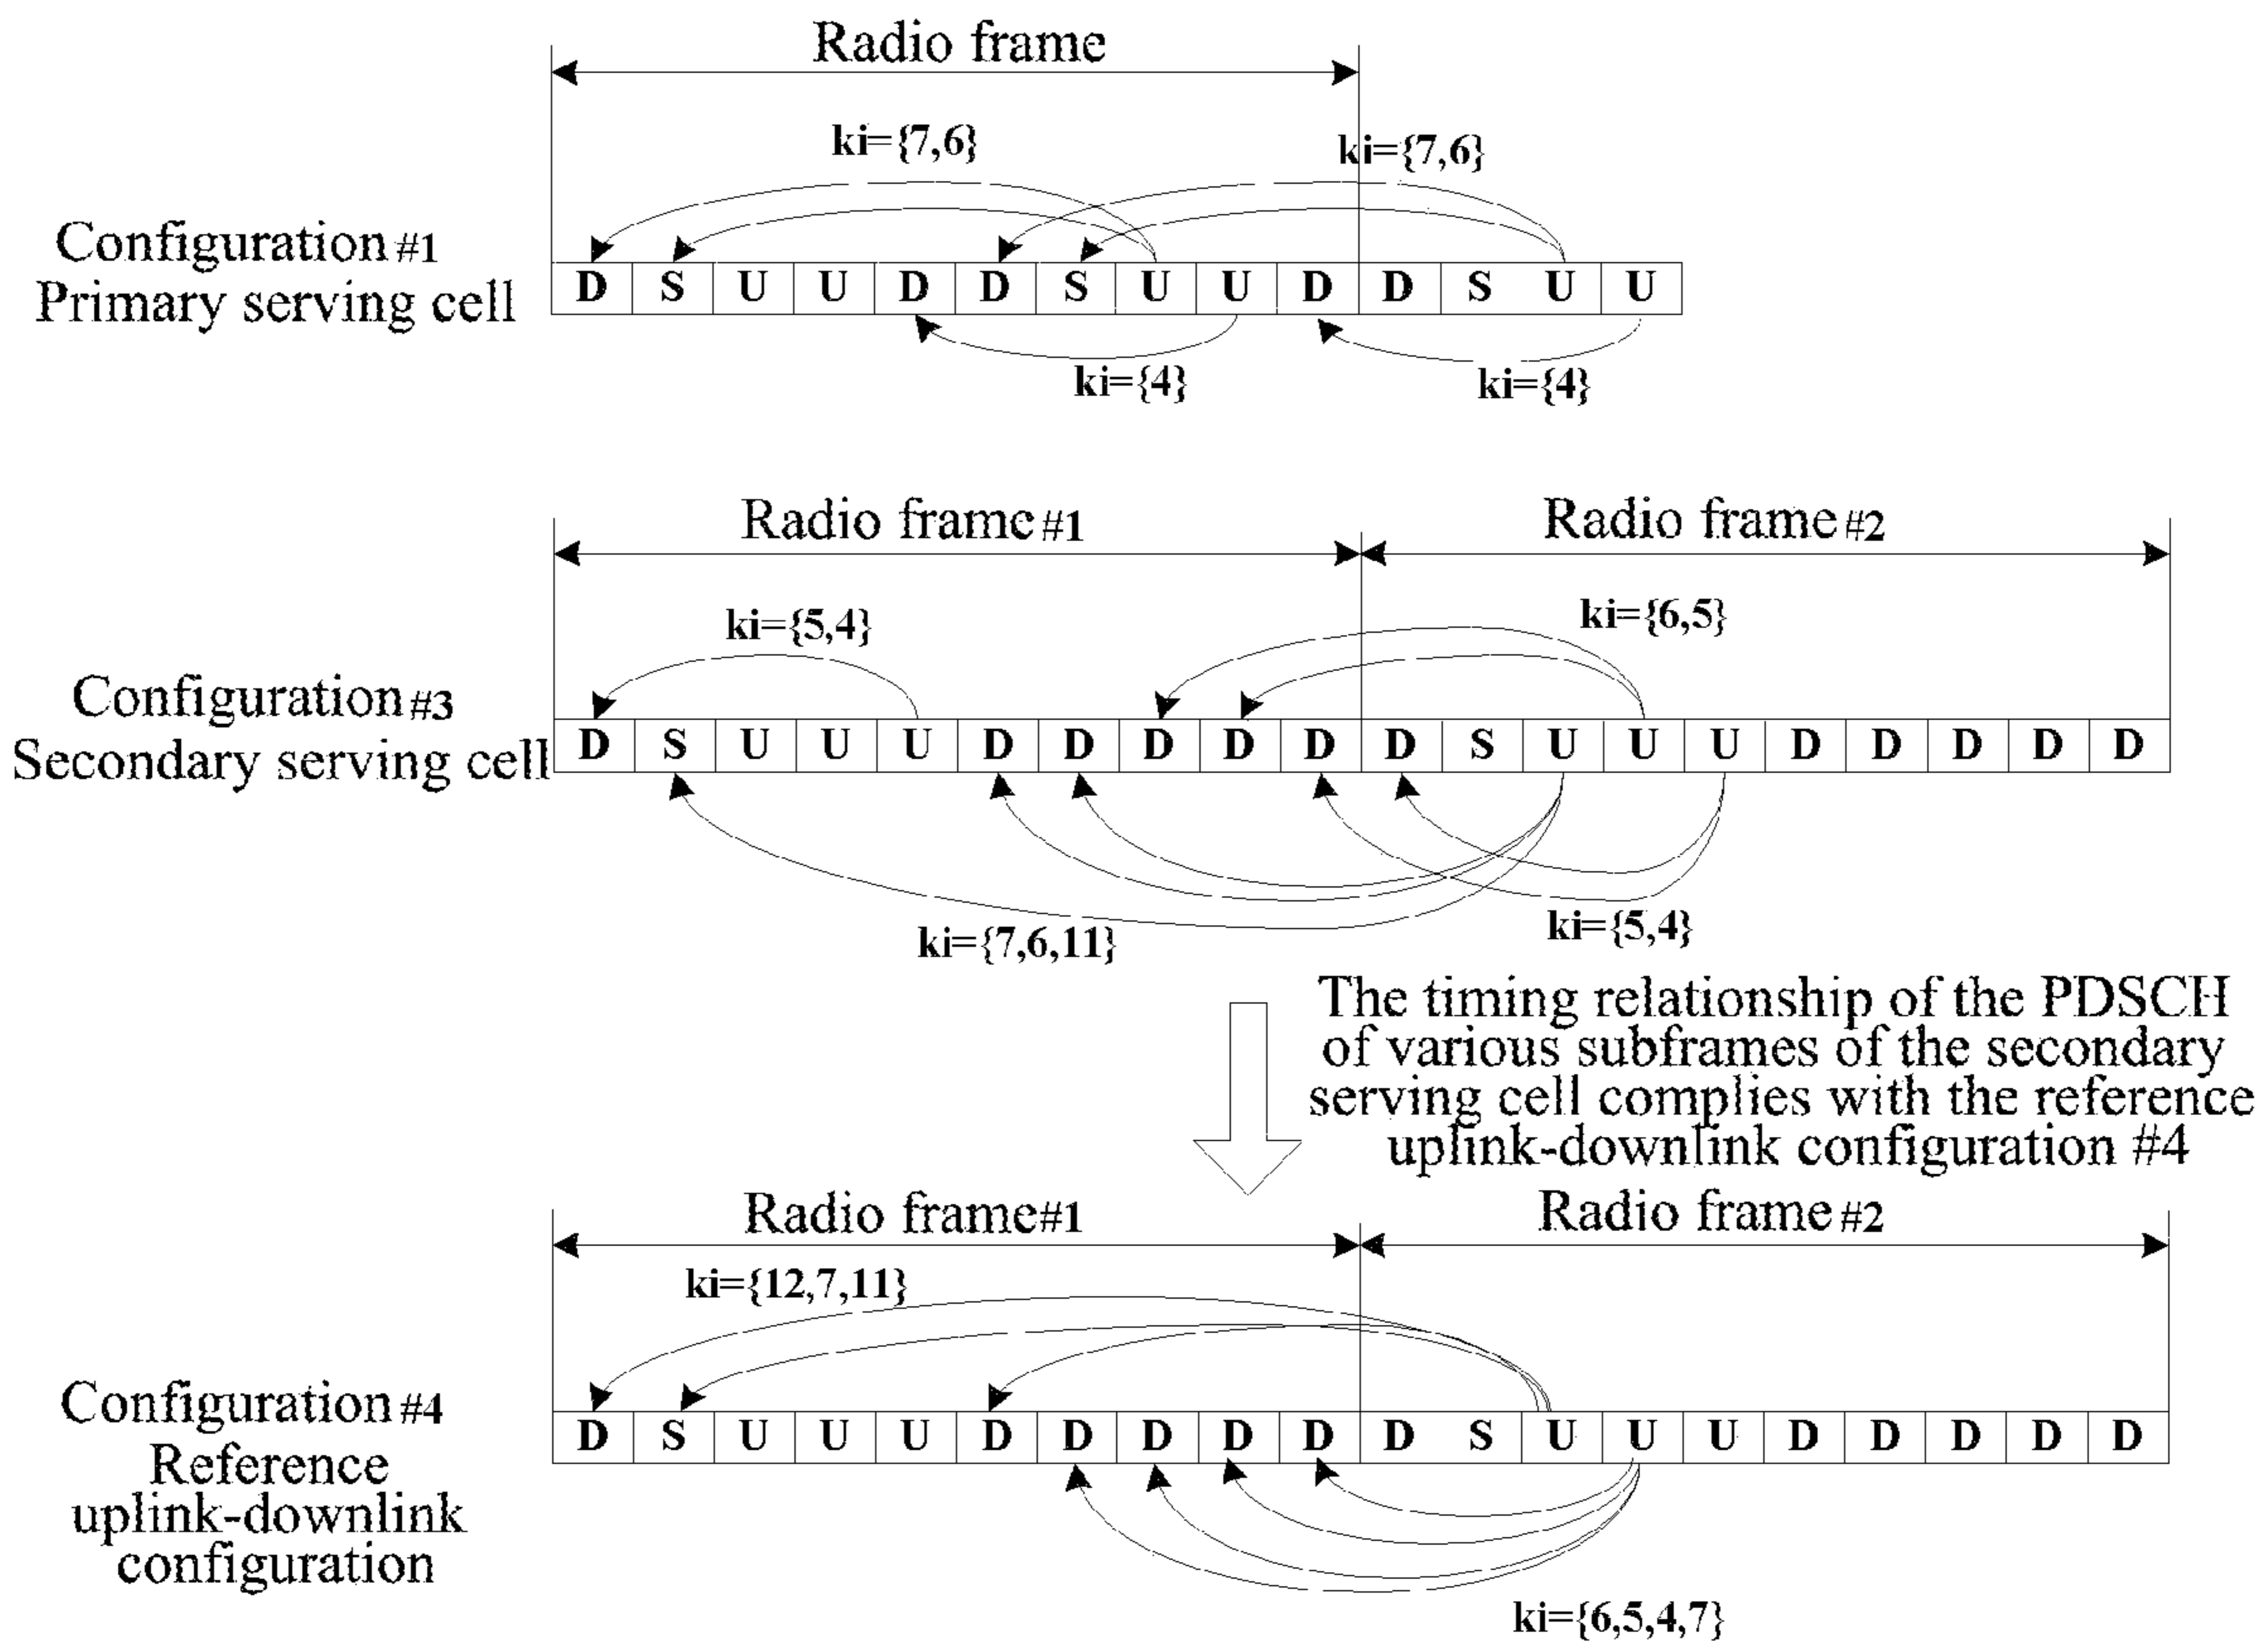 Radio frame
ki={7,6}
ki={7,6}
Configuration #1
Primary serving cell
D S U U D D S U U D D S U U
ki={4}
ki={4}
Radio frame #1
Radio frame #2
ki={5,4}
ki={6,5}
Configuration #3
Secondary serving cell
D S U U U D D D D D D S U U U D D D D D
ki={7,6,11}
ki={5,4}
The timing relationship of the PDSCH
of various subframes of the secondary
serving cell complies with the reference
uplink-downlink configuration #4
Radio frame#1
Radio frame #2
ki={12,7,11}
Configuration #4
Reference
uplink-downlink
configuration
D S U U U D D D D D D S U U U D D D D D
ki={6,5,4,7}